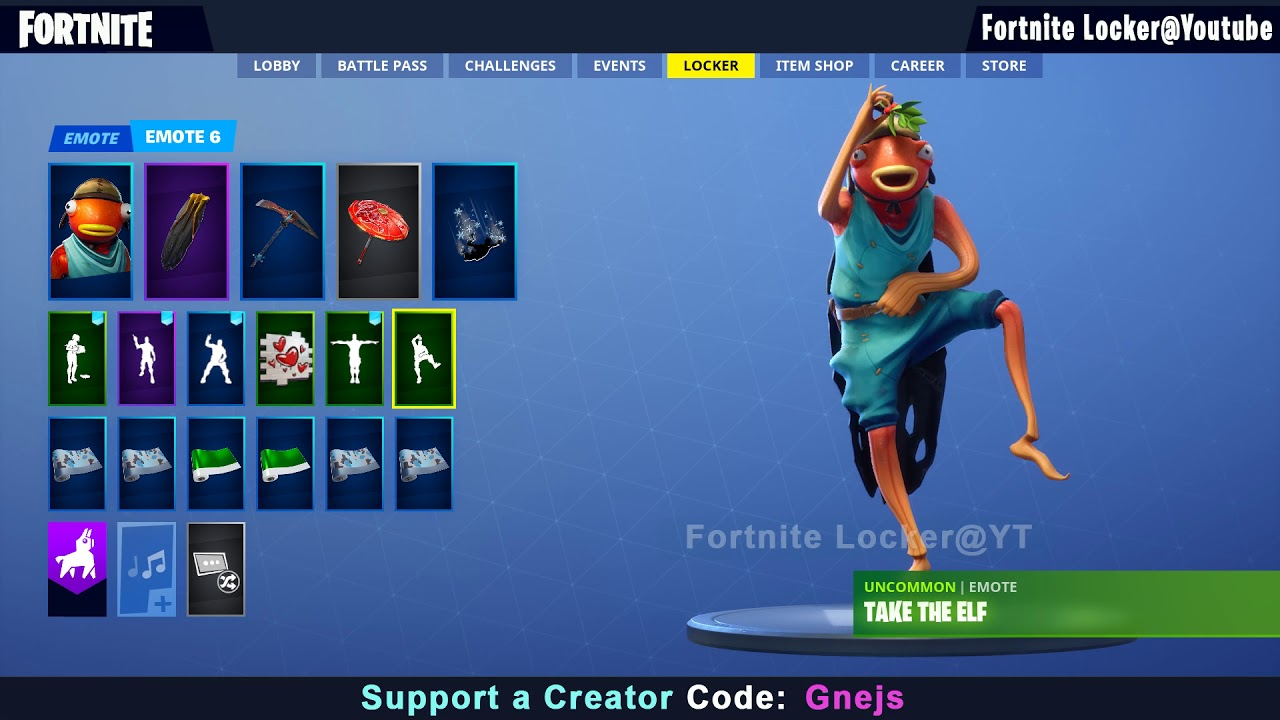 FORTNITE
Fortnite Locker@Youtube
LOBBY BATTLE PASS CHALLENGES EVENTS LOCKER ITEM SHOP CAREER STORE
EMOTE EMOTE 6
Fortnite Locker@YT
UNCOMMON | EMOTE
TAKE THE ELF
Support a Creator Code: Gnejs